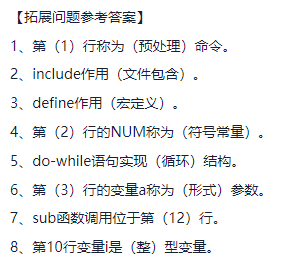 【拓展问题参考答案】
1、第（1）行称为（预处理）命令。
2、include作用（文件包含）。
3、define作用（宏定义）。
4、第（2）行的NUM称为（符号常量）。
5、do-while语句实现（循环）结构。
6、第（3）行的变量a称为（形式）参数。
7、sub函数调用位于第（12）行。
8、第10行变量i是（整）型变量。